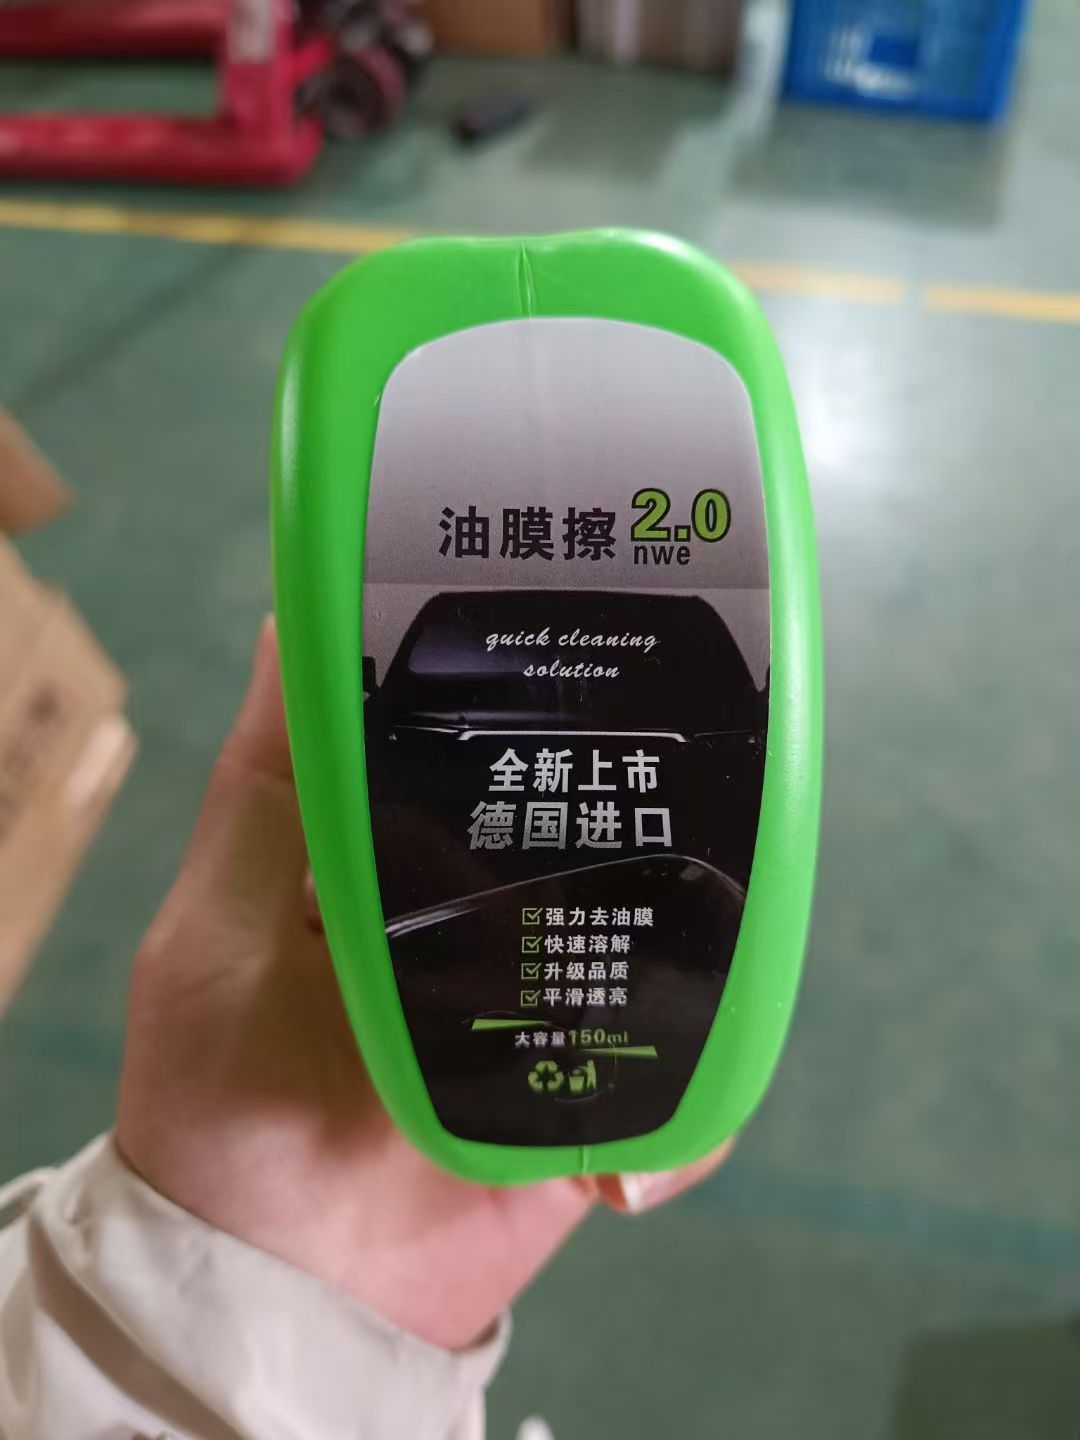 油膜擦 2.0
nwe
quick cleaning
solution
全新上市
德国进口
强力去油膜
快速溶解
升级品质
平滑透亮
大容量150ml